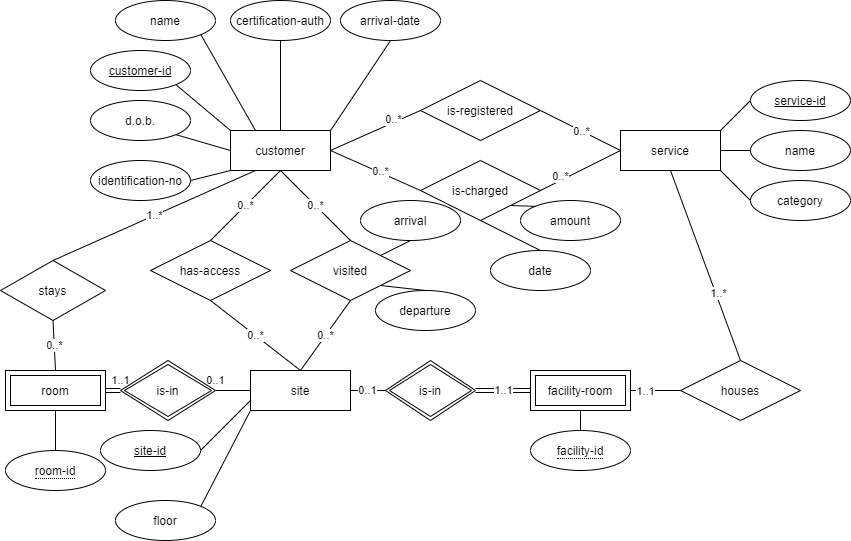 name
certification-auth
arrival-date
customer-id
service-id
is-registered
0..*
d.o.b.
0..*
customer
service
name
0..*
identification-no
0..*
is-charged
category
0..*
0..*
1..*
arrival
amount
has-access
visited
date
stays
1..*
departure
0..*
0..*
0..*
1..1
0..1
room
is-in
site
0..1
is-in
1..1
facility-room
1..1
houses
site-id
facility-id
room-id
floor